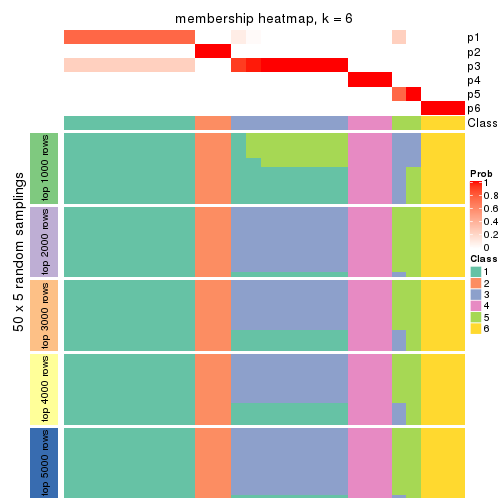 membership heatmap, k = 6
p1
p2
p3
p4
p5
p6
Class
50 x 5 random samplings
top 1000 rows
top 2000 rows
top 3000 rows
top 4000 rows
top 5000 rows
Prob
1
0.8
0.6
0.4
0.2
0
Class
1
2
3
4
5
6